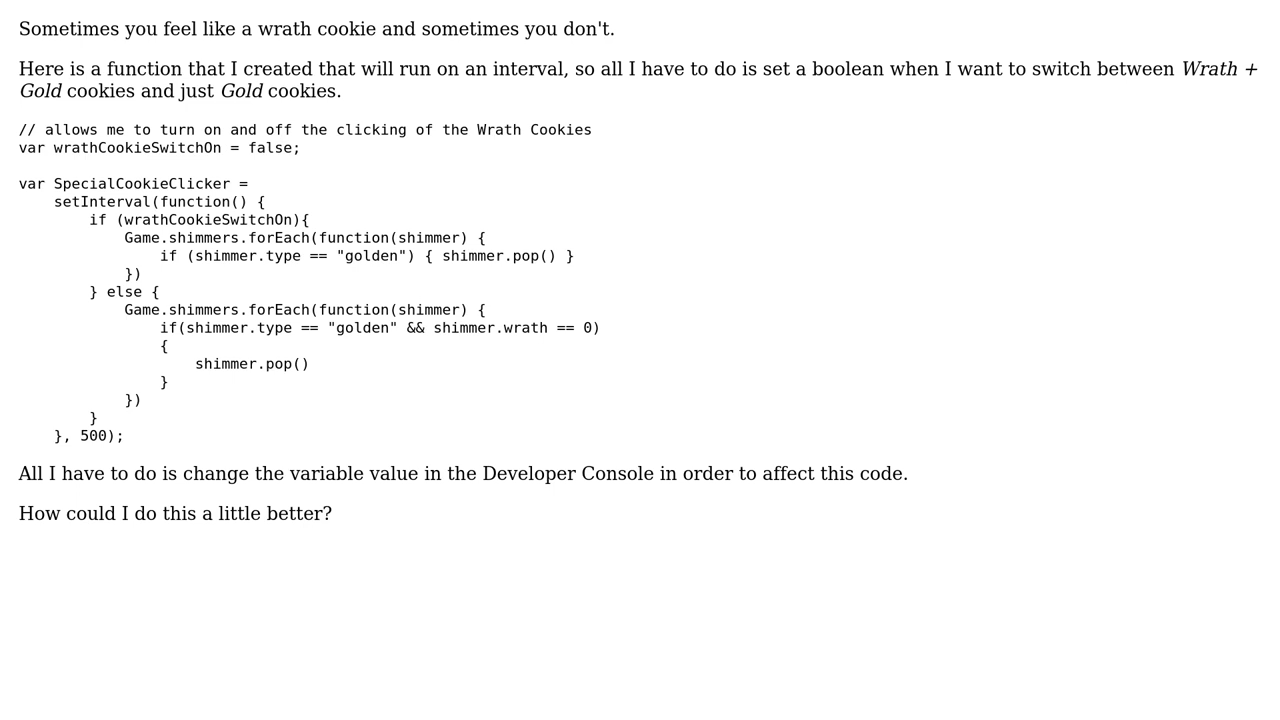 Sometimes you feel like a wrath cookie and sometimes you don't.
Here is a function that I created that will run on an interval, so all I have to do is set a boolean when I want to switch between Wrath +
Gold cookies and just Gold cookies.
// allows me to turn on and off the clicking of the Wrath Cookies
var wrathCookieSwitchOn = false;

var SpecialCookieClicker =
    setInterval(function() {
        if (wrathCookieSwitchOn){
            Game.shimmers.forEach(function(shimmer) {
                if (shimmer.type == "golden") { shimmer.pop() }
            })
        } else {
            Game.shimmers.forEach(function(shimmer) {
                if(shimmer.type == "golden" && shimmer.wrath == 0)
                {
                    shimmer.pop()
                }
            })
        }
    }, 500);
All I have to do is change the variable value in the Developer Console in order to affect this code.
How could I do this a little better?